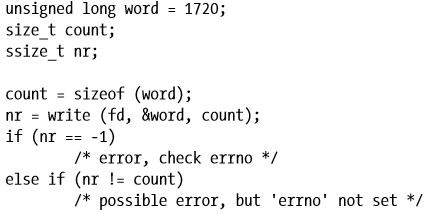 unsigned long word = 1720;
size_t count;
ssize_t nr;
count = sizeof (word);
nr = write (fd, &word, count);
if (nr == -1)
/* error, check errno */
else if (nr != count)
/* possible error, but 'errno' not set */